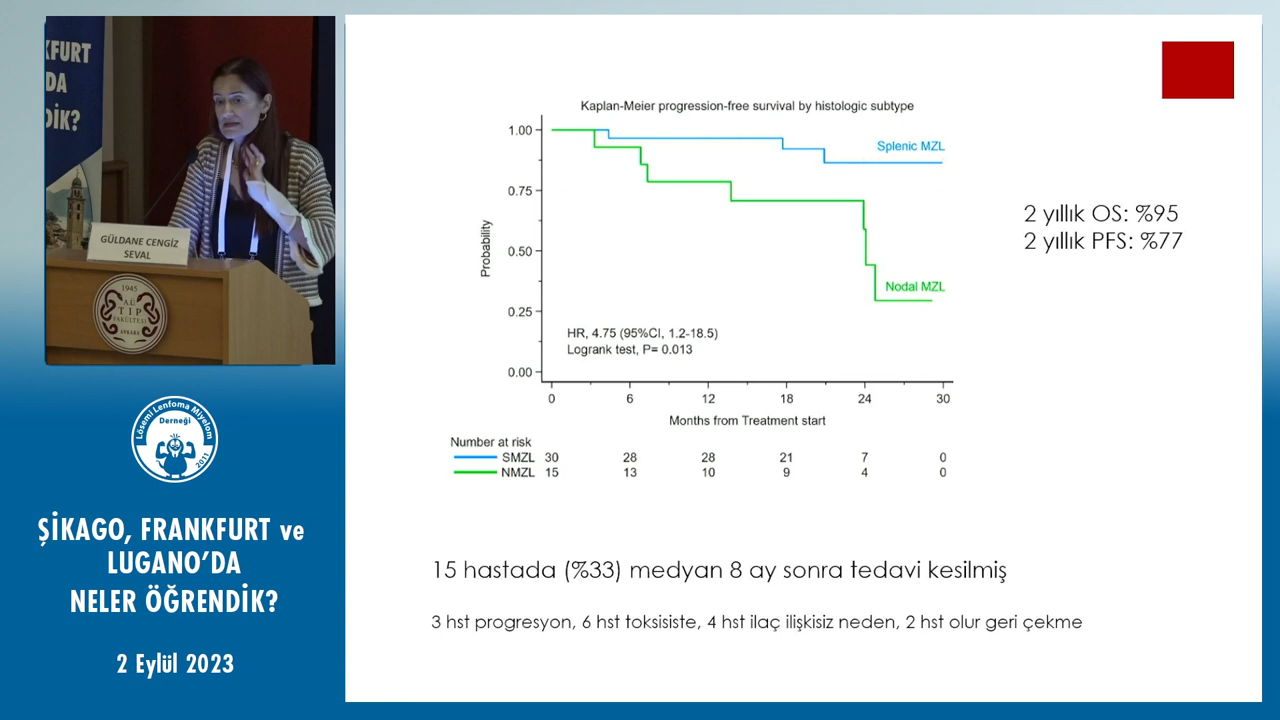 KFURT
DA
DİK?
GÜLDANE CENGİZ
SEVAL
1945
AÜ
TIP
FAKÜLTESİ
ANKARA
Lösemi Lenfoma Miyelom
Derneği
2011
ŞİKAGO, FRANKFURT ve
LUGANO’DA
NELER ÖĞRENDİK?
2 Eylül 2023
Kaplan-Meier progression-free survival by histologic subtype
1.00
0.75
0.50
0.25
0.00
Probability
Splenic MZL
Nodal MZL
HR, 4.75 (95%CI, 1.2-18.5)
Logrank test, P= 0.013
0 6 12 18 24 30
Months from Treatment start
Number at risk
SMZL 30 28 28 21 7 0
NMZL 15 13 10 9 4 0
2 yıllık OS: %95
2 yıllık PFS: %77
15 hastada (%33) medyan 8 ay sonra tedavi kesilmiş
3 hst progresyon, 6 hst toksisiste, 4 hst ilaç ilişkisiz neden, 2 hst olur geri çekme